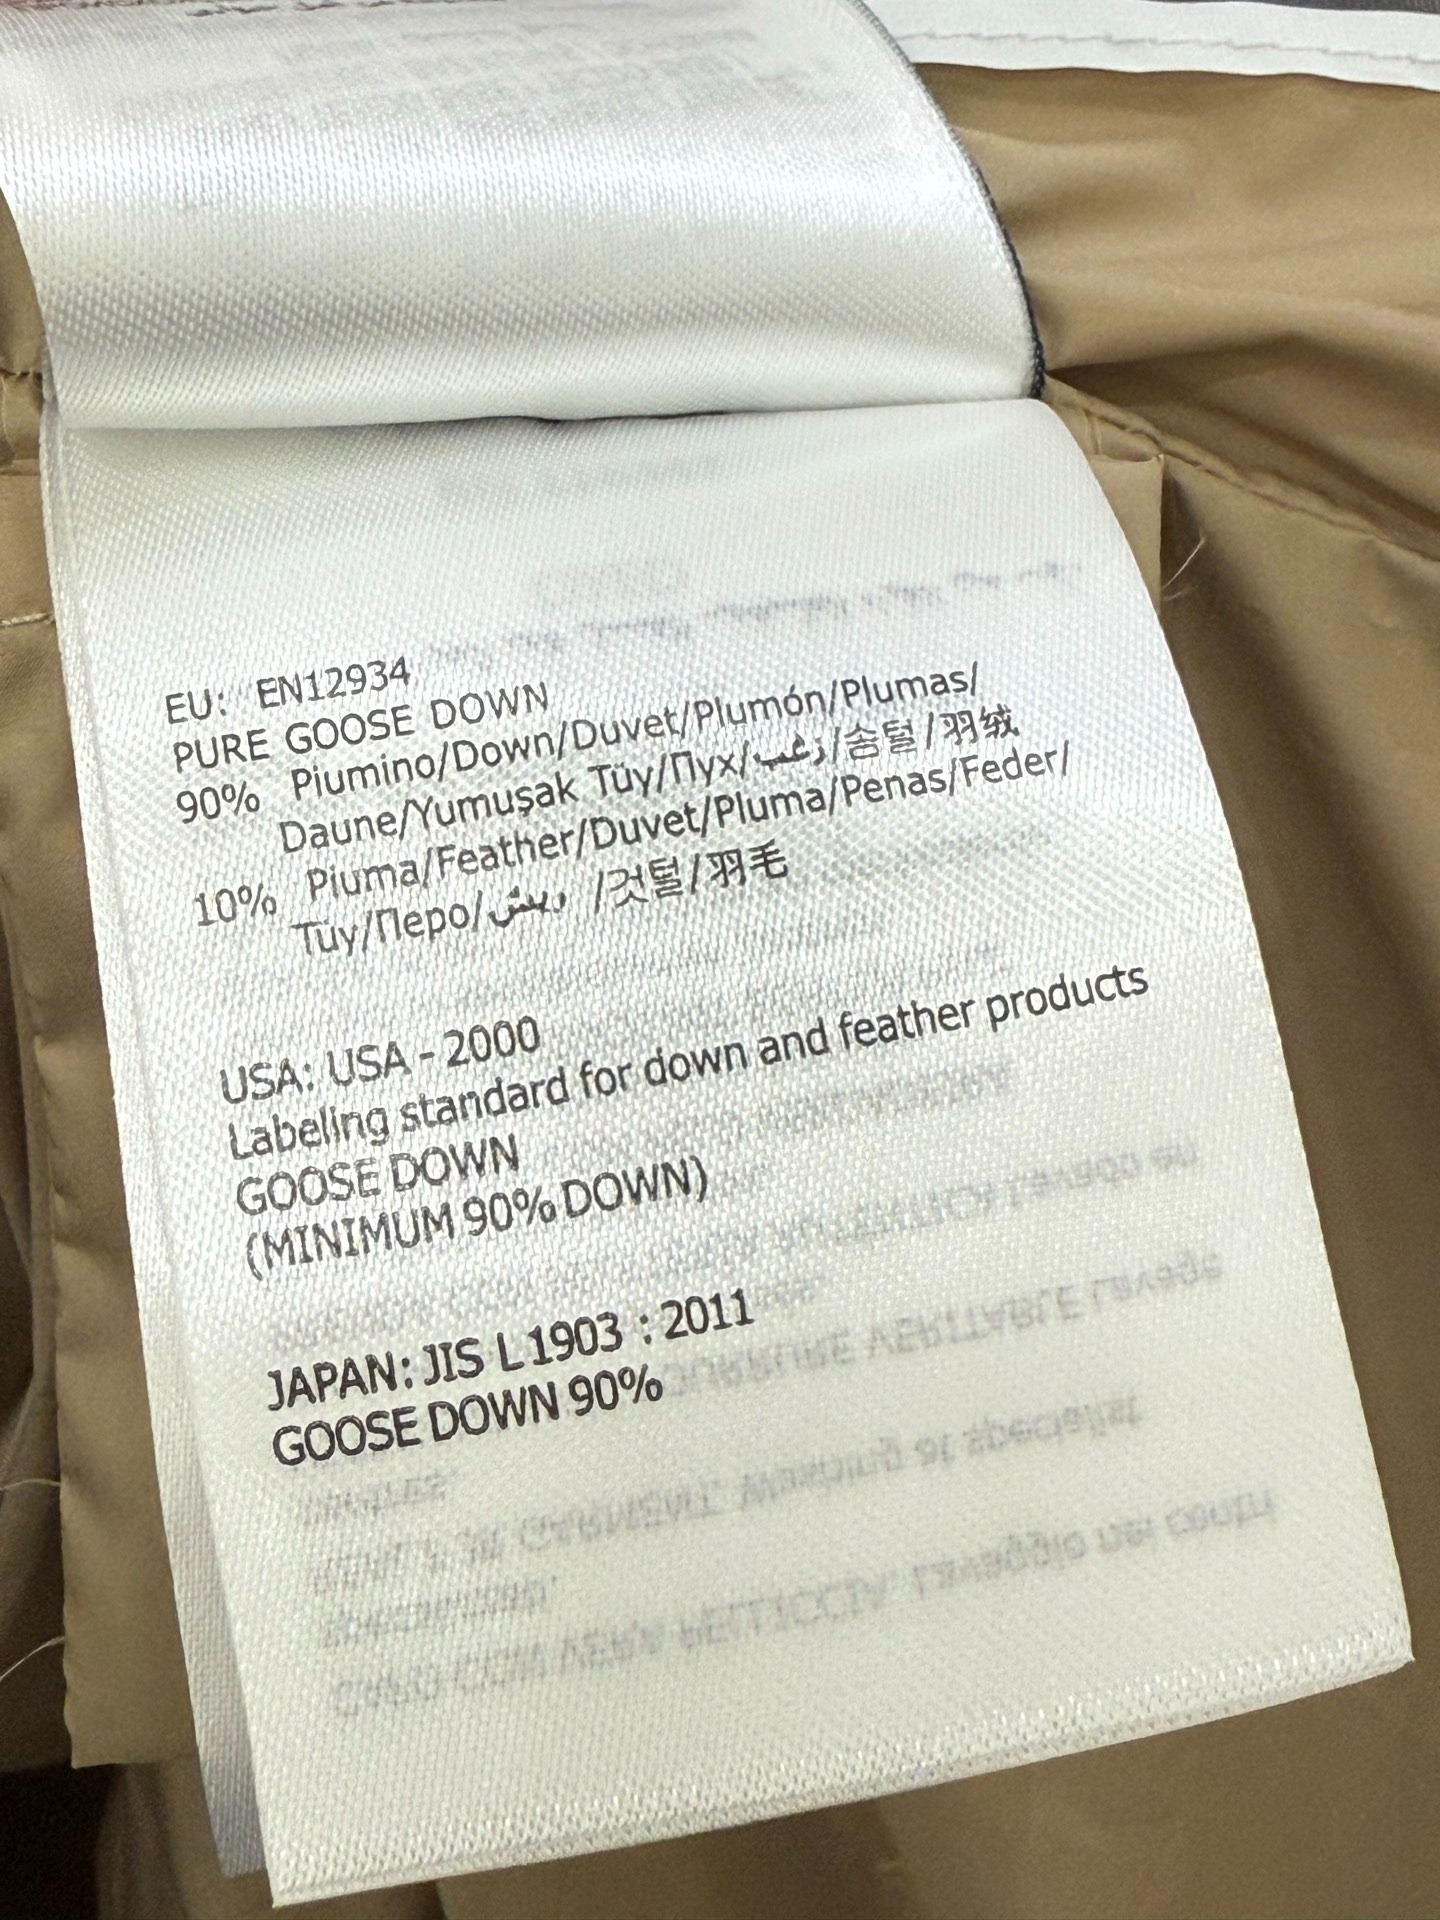 EU: EN12934
PURE GOOSE DOWN
90% Piumino/Down/Duvet/Plumón/Plumas/
Daune/Yumuşak Tüy/Пух/زغب/솜털/羽绒
10% Piuma/Feather/Duvet/Pluma/Penas/Feder/
Tüy/Перо/ريش /깃털/羽毛
USA: USA - 2000
Labeling standard for down and feather products
GOOSE DOWN
(MINIMUM 90% DOWN)
JAPAN: JIS L 1903 : 2011
GOOSE DOWN 90%